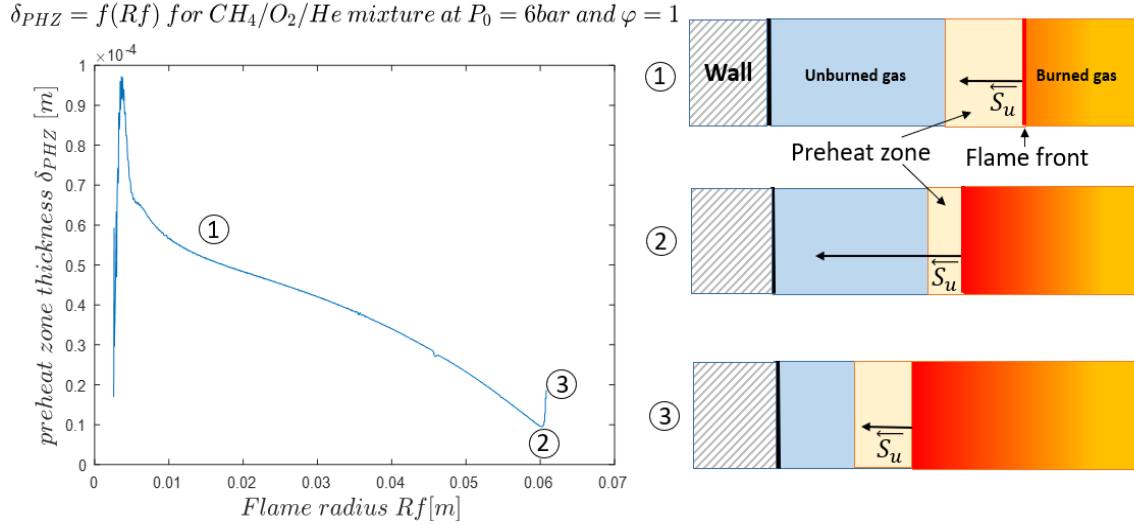 δ_PHZ = f(Rf) for CH₄/O₂/He mixture at P₀ = 6bar and φ = 1
×10⁻⁴
1
0.9
0.8
0.7
0.6
0.5
0.4
0.3
0.2
0.1
0
preheat zone thickness δ_PHZ [m]
①
②
③
0 0.01 0.02 0.03 0.04 0.05 0.06 0.07
Flame radius Rf[m]
①
Wall
Unburned gas
Burned gas
S_u
Preheat zone
Flame front
②
S_u
③
S_u